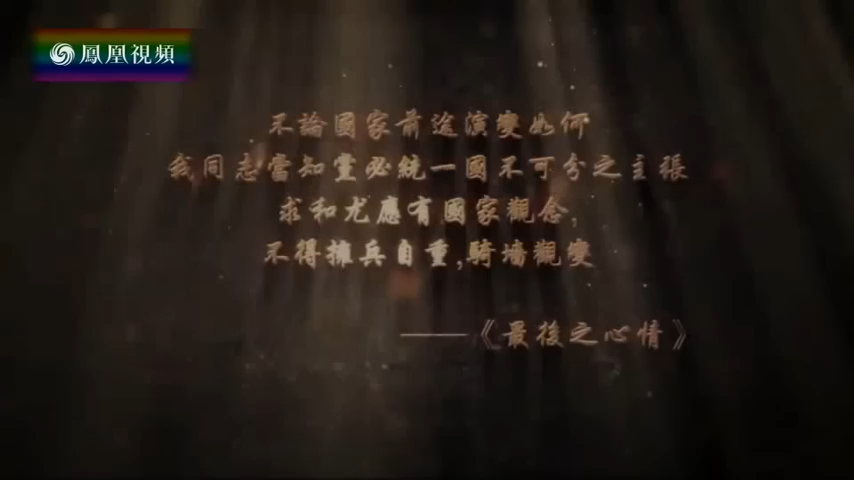 鳳凰視頻
不論國家前途演變如何
我同志當知黨必統一國不可分之主張
求和尤應有國家觀念,
不得擁兵自重,騎墻觀變
——《最後之心情》